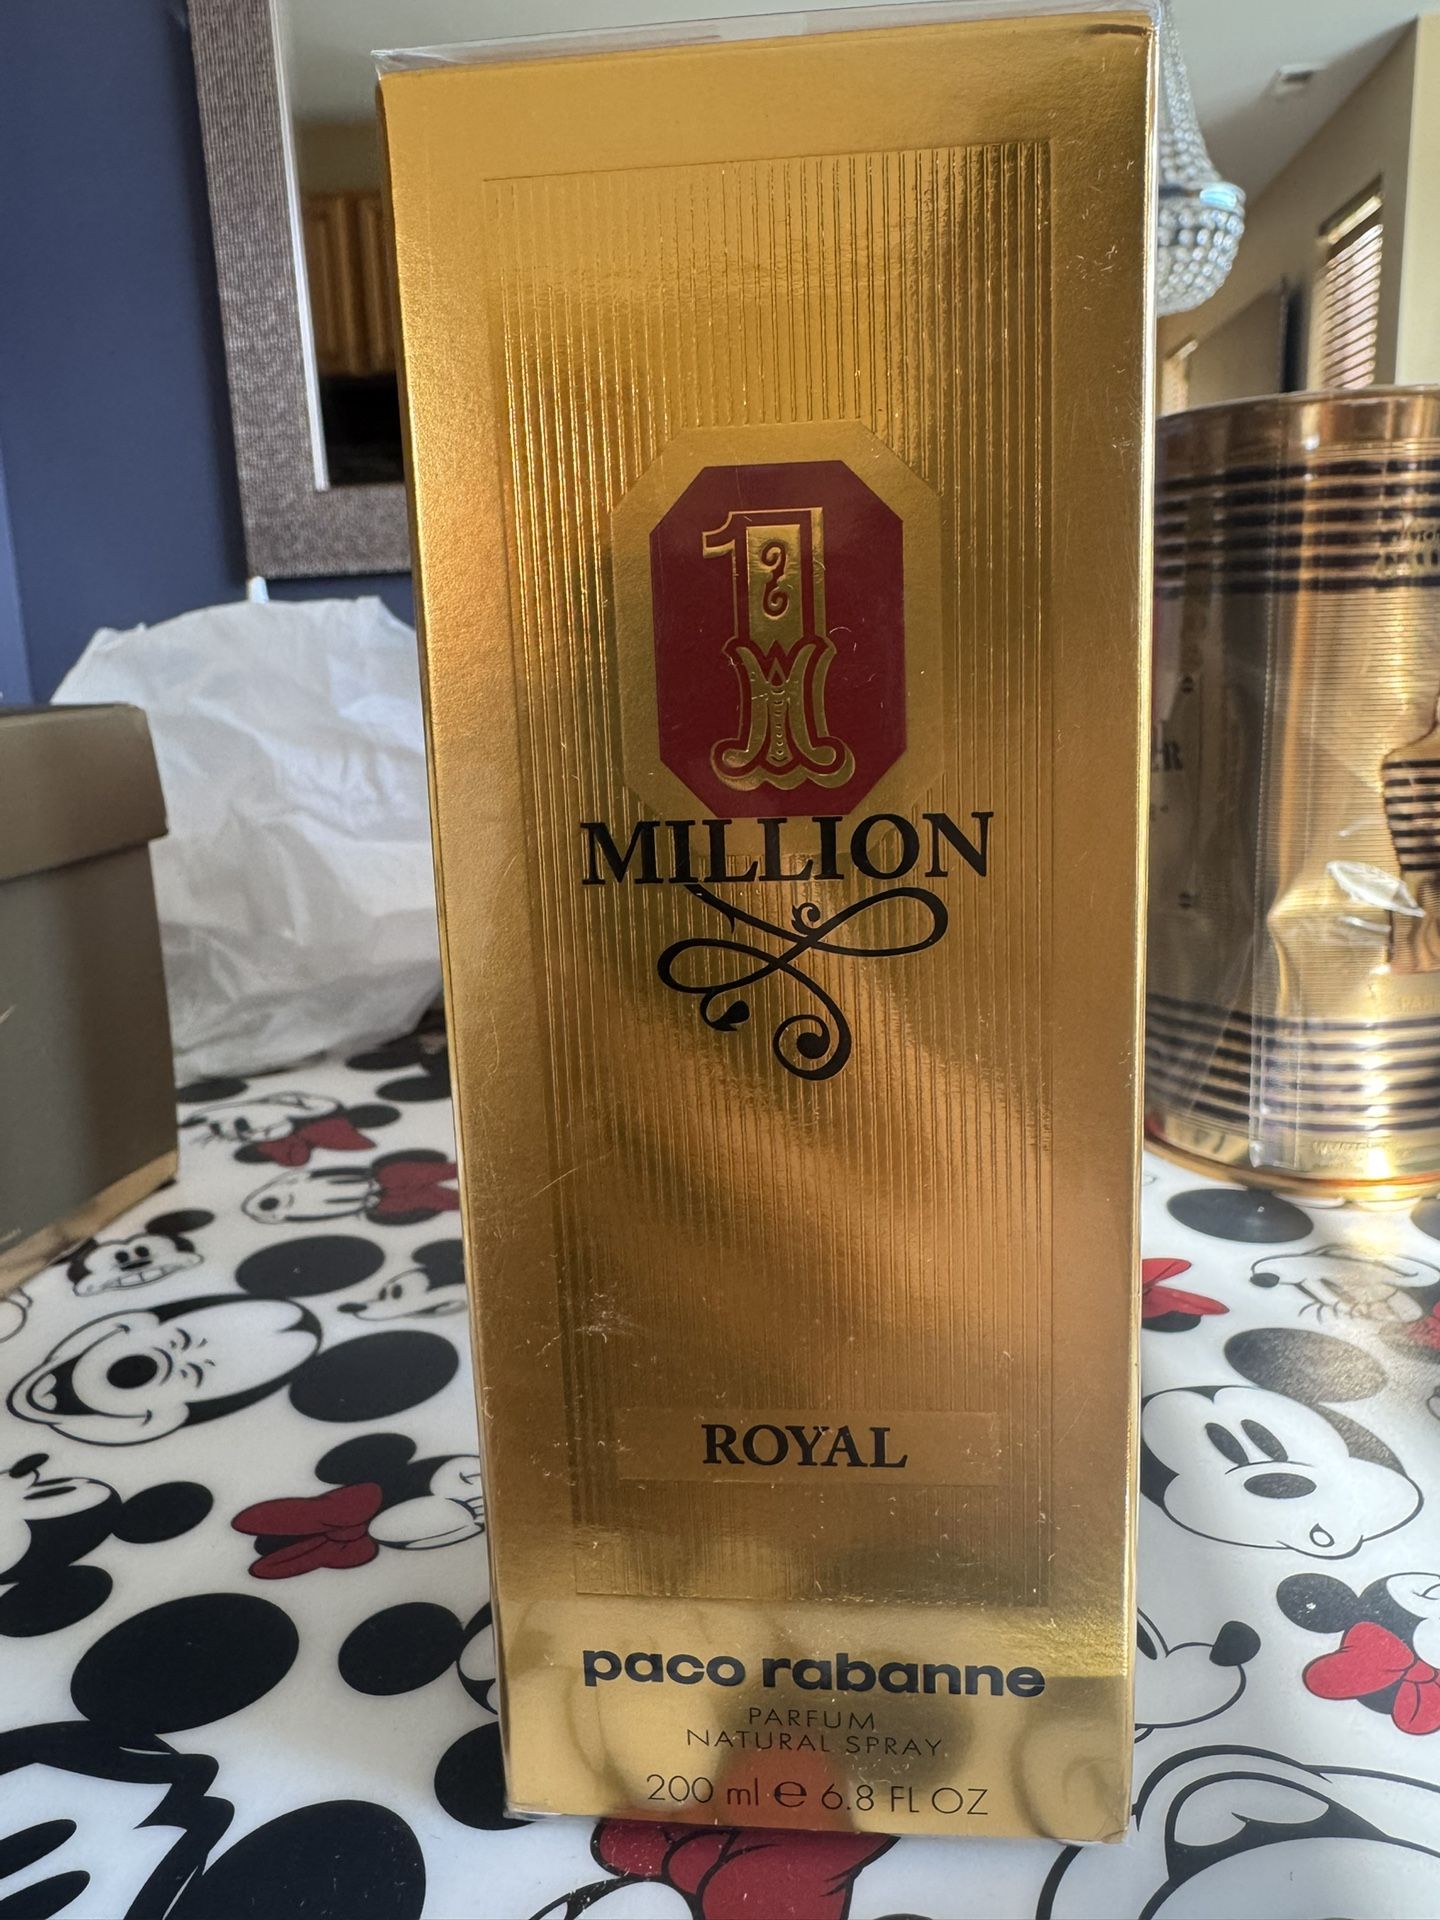 1
MILLION
ROYAL
paco rabanne
PARFUM
NATURAL SPRAY
200 ml ℮ 6.8 FL OZ